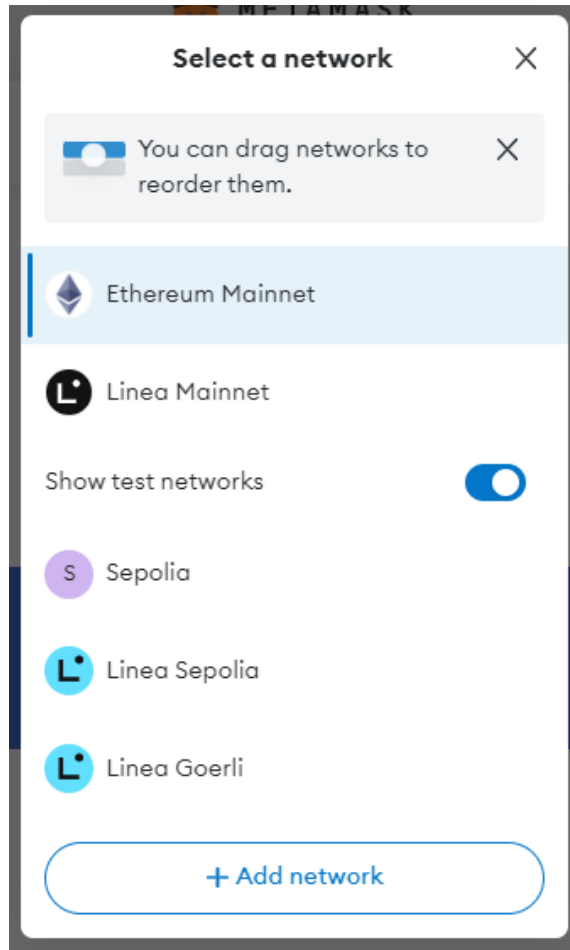 METAMASK
Select a network
You can drag networks to
reorder them.
Ethereum Mainnet
L Linea Mainnet
Show test networks
S Sepolia
L Linea Sepolia
L Linea Goerli
+ Add network